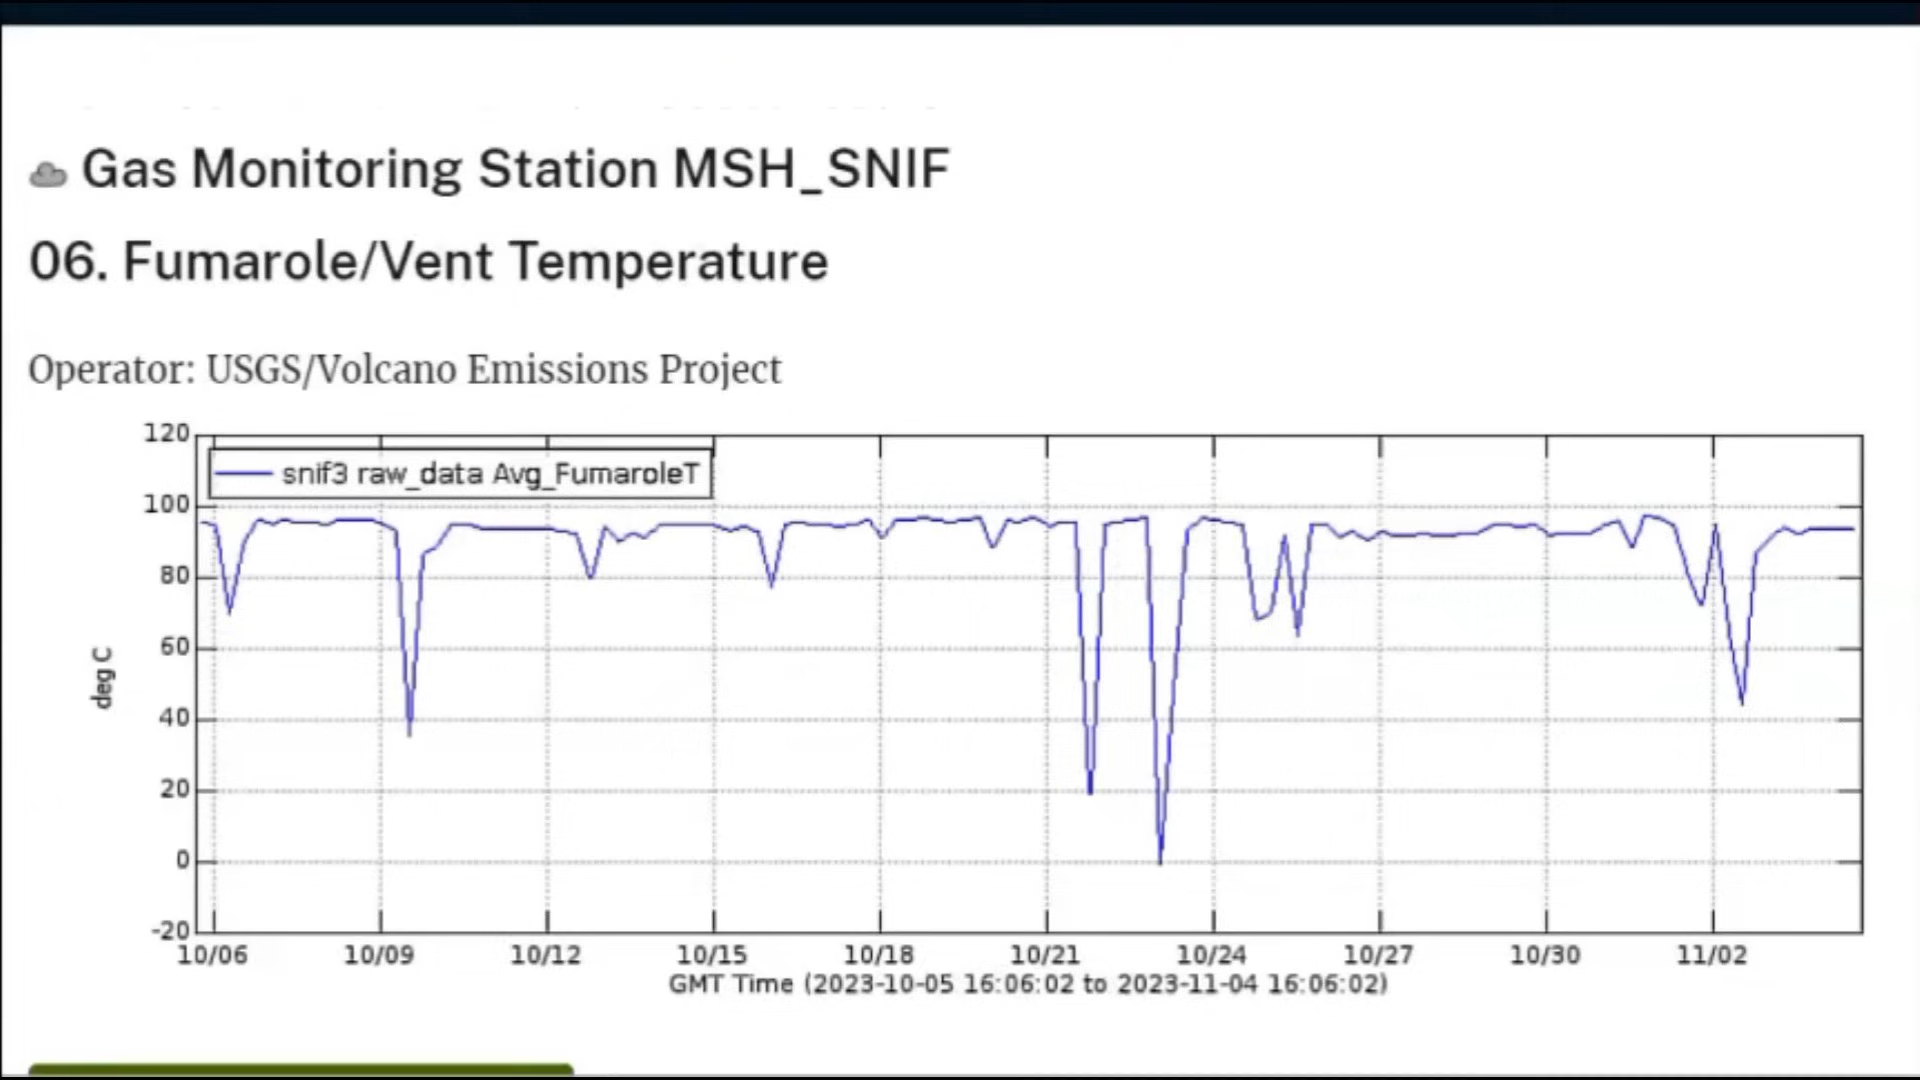 Gas Monitoring Station MSH_SNIF
06. Fumarole/Vent Temperature
Operator: USGS/Volcano Emissions Project
120
snif3 raw_data Avg_FumaroleT
100
80
60
deg C
40
20
0
-20
10/06 10/09 10/12 10/15 10/18 10/21 10/24 10/27 10/30 11/02
GMT Time (2023-10-05 16:06:02 to 2023-11-04 16:06:02)